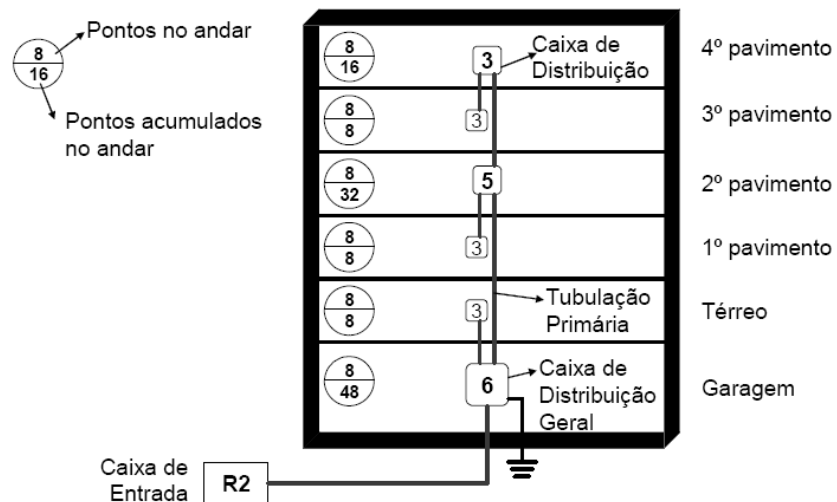 8
16
Pontos no andar
Pontos acumulados
no andar
8
16
3
Caixa de
Distribuição
4º pavimento
8
8
3
3º pavimento
8
32
5
2º pavimento
8
8
3
1º pavimento
8
8
3
Tubulação
Primária
Térreo
8
48
6
Caixa de
Distribuição
Geral
Garagem
Caixa de
Entrada
R2